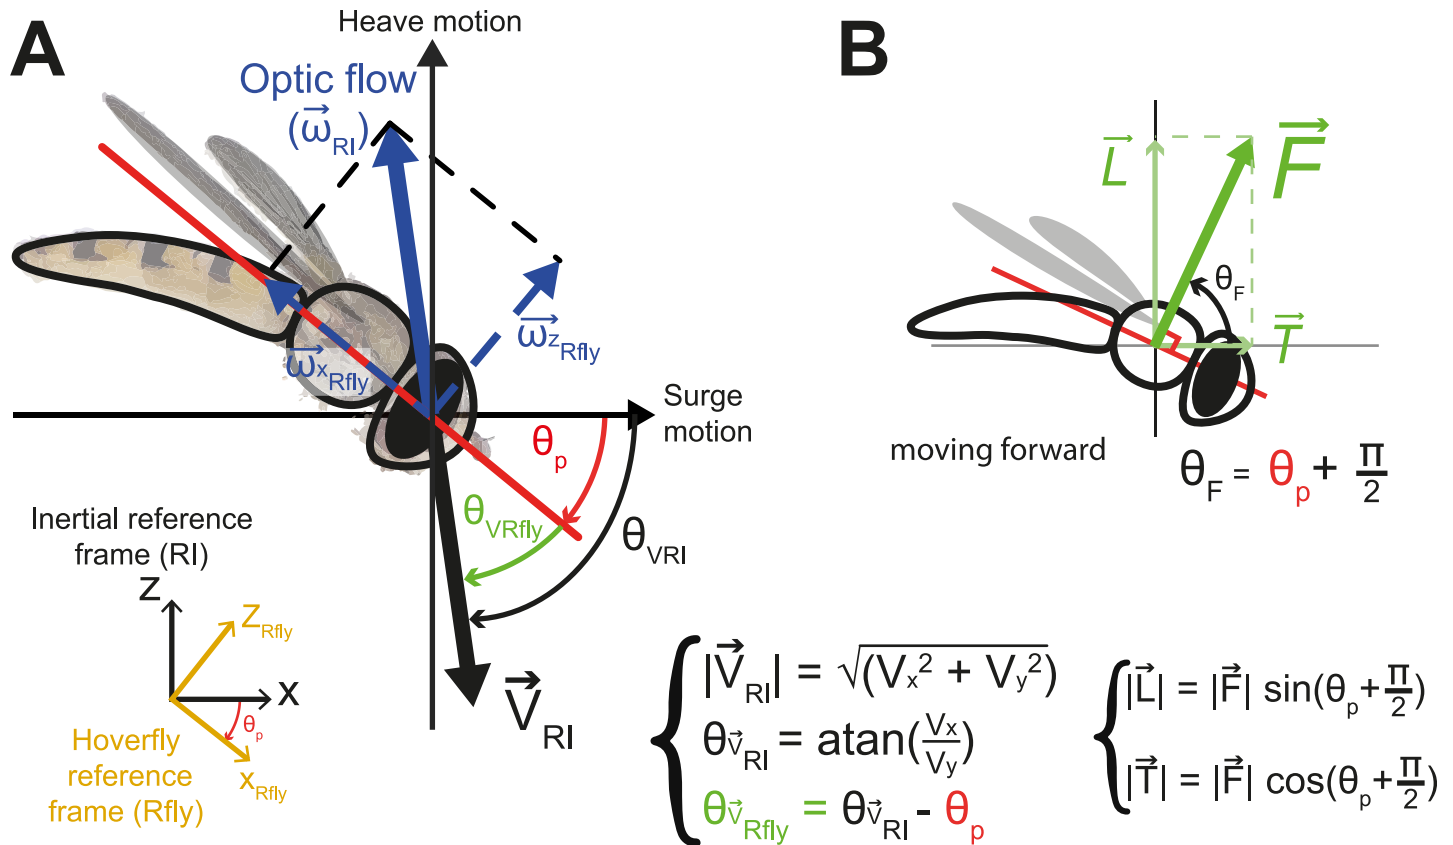 A
Heave motion
Optic flow
(ω⃗RI)
ω⃗xRfly
ω⃗zRfly
Surge
motion
θp
θVRfly
θVRI
V⃗RI
Inertial reference
frame (RI)
z
x
ZRfly
θp
xRfly
Hoverfly
reference
frame (Rfly)
B
L⃗
F⃗
θF
T⃗
moving forward
θF = θp + π/2
|V⃗RI| = √(Vx² + Vy²)
θV⃗RI = atan(Vx/Vy)
θV⃗Rfly = θV⃗RI - θp
|L⃗| = |F⃗| sin(θp+π/2)
|T⃗| = |F⃗| cos(θp+π/2)